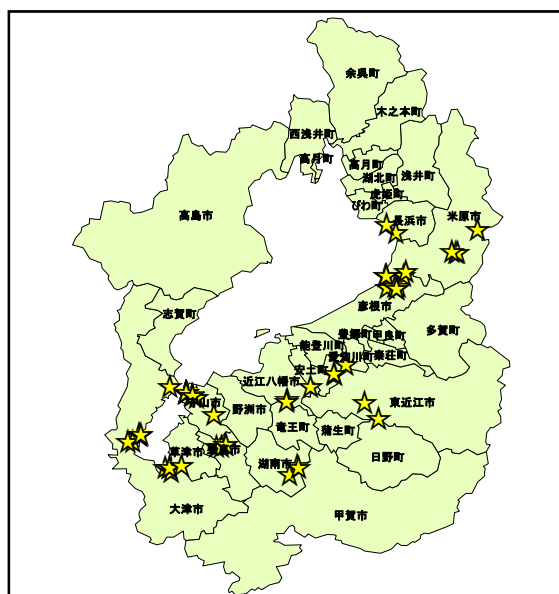 余呉町
木之本町
西浅井町
高月町
高月町
湖北町
浅井町
虎姫町
びわ町
高島市
長浜市
米原市
志賀町
彦根市
多賀町
豊郷町
甲良町
能登川町
愛知川町
秦荘町
安土町
近江八幡市
守山市
野洲市
東近江市
竜王町
蒲生町
草津市
栗東市
湖南市
日野町
大津市
甲賀市